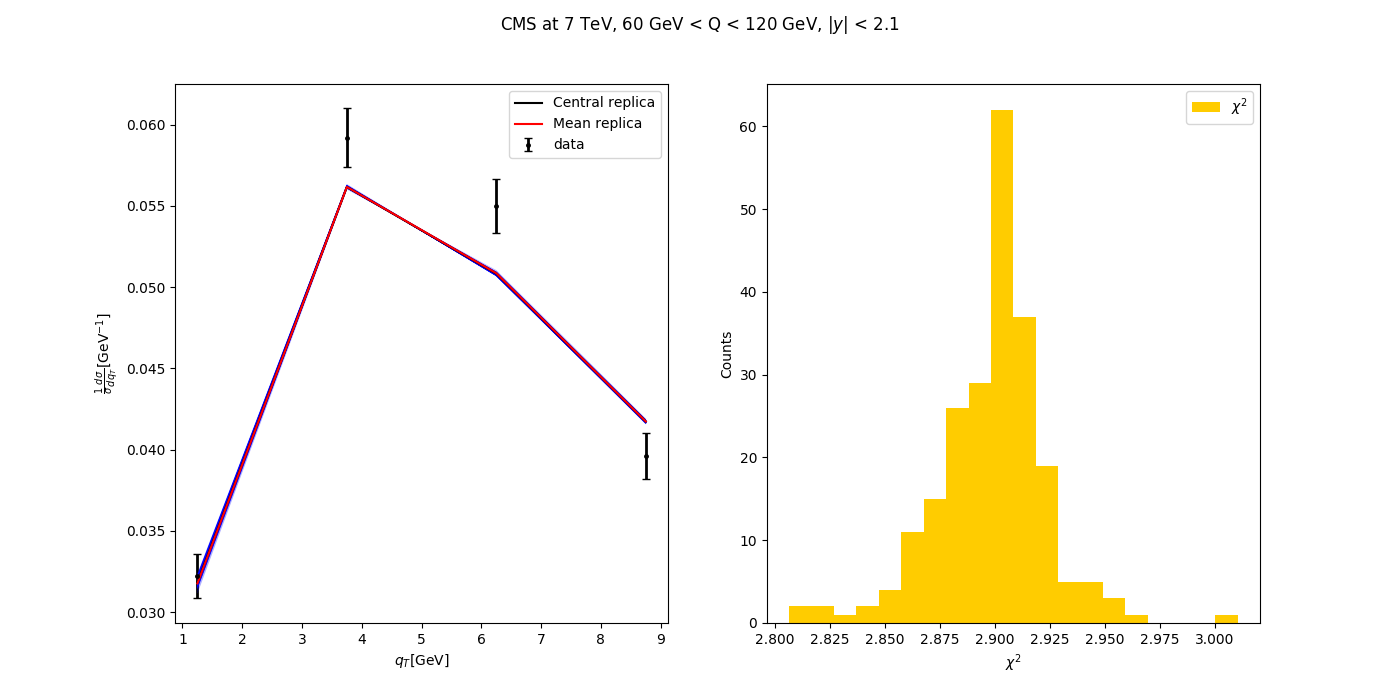 CMS at 7 TeV, 60 GeV < Q < 120 GeV, |y| < 2.1
0.060
0.055
0.050
0.045
0.040
0.035
0.030
1 2 3 4 5 6 7 8 9
q_T[GeV]
\frac{1}{σ}\frac{dσ}{dq_T}[GeV^{-1}]
Central replica
Mean replica
data
60
50
40
30
20
10
0
2.800 2.825 2.850 2.875 2.900 2.925 2.950 2.975 3.000
χ²
Counts
χ²